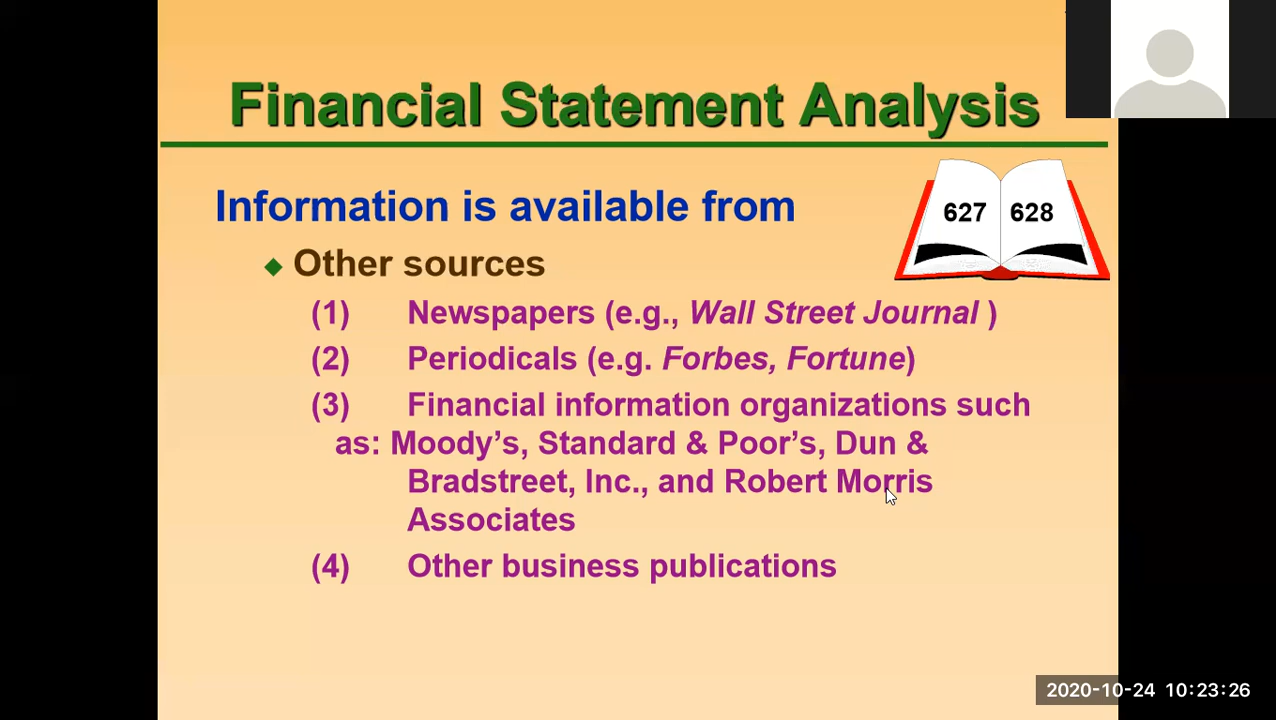 Financial Statement Analysis
Information is available from
627 628
Other sources
(1) Newspapers (e.g., Wall Street Journal )
(2) Periodicals (e.g. Forbes, Fortune)
(3) Financial information organizations such
as: Moody’s, Standard & Poor’s, Dun &
Bradstreet, Inc., and Robert Morris
Associates
(4) Other business publications
2020-10-24 10:23:26